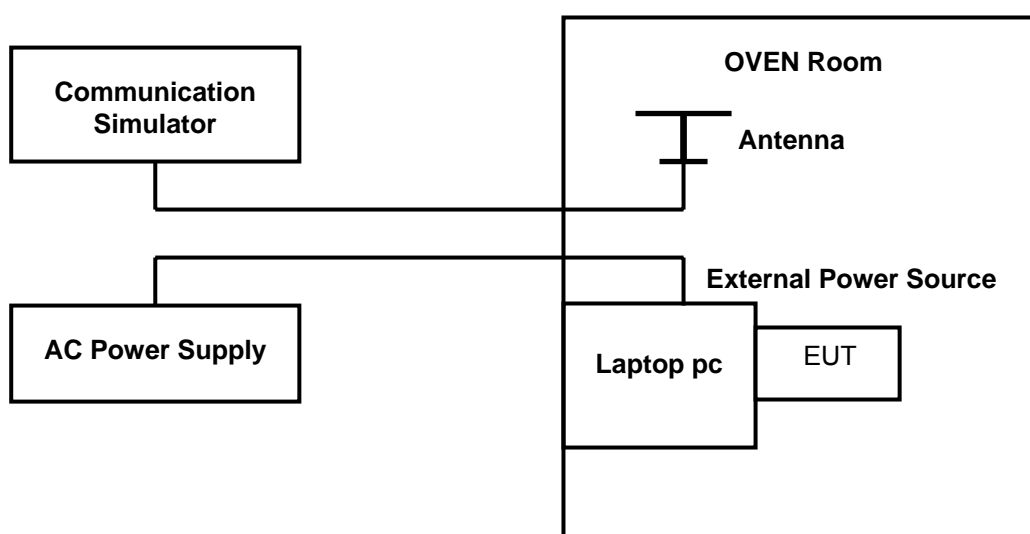 OVEN Room
Communication
Simulator
Antenna
External Power Source
AC Power Supply
Laptop pc
EUT